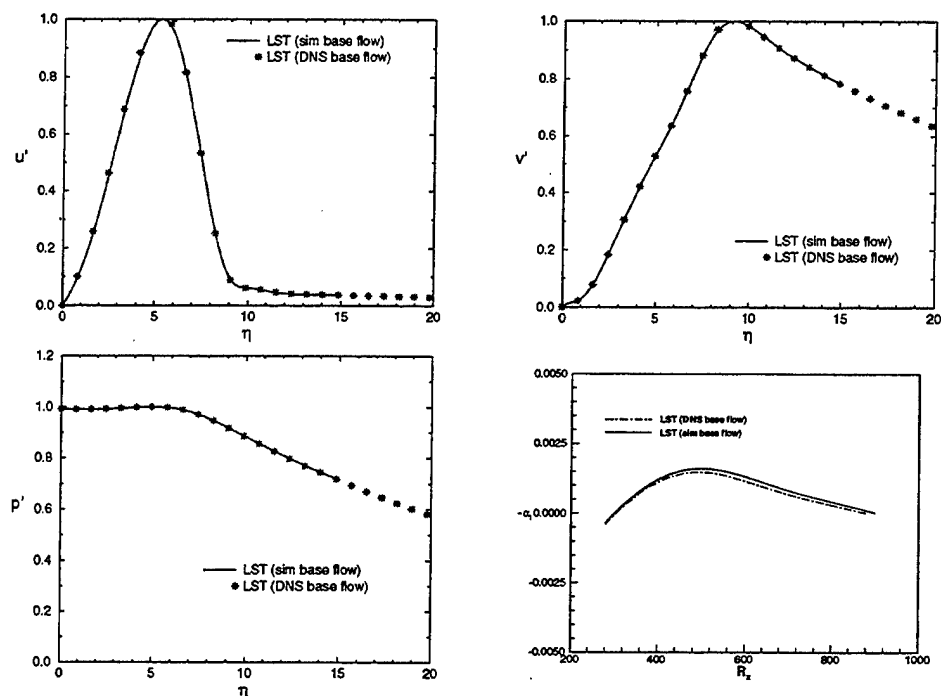 1.0
0.8
0.6
0.4
0.2
0.0
u'
LST (sim base flow)
LST (DNS base flow)
0 5 10 15 20
η
1.0
0.8
0.6
0.4
0.2
0.0
v'
LST (sim base flow)
LST (DNS base flow)
0 5 10 15 20
η
1.2
1.0
0.8
0.6
0.4
0.2
0.0
p'
LST (sim base flow)
LST (DNS base flow)
0 5 10 15 20
η
0.0050
0.0025
-α₁ 0.0000
-0.0025
-0.0050
LST (DNS base flow)
LST (sim base flow)
200 400 600 800 1000
Rₓ